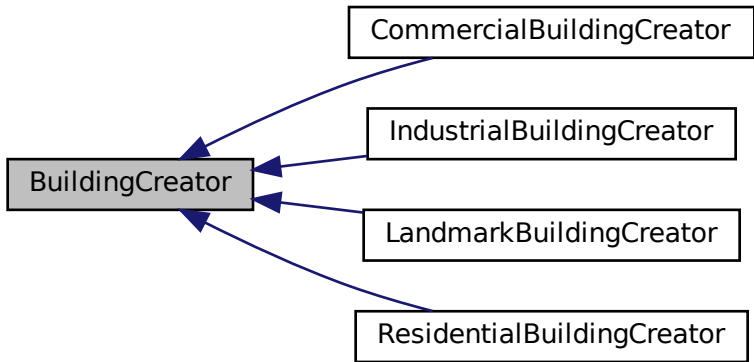 CommercialBuildingCreator
IndustrialBuildingCreator
BuildingCreator
LandmarkBuildingCreator
ResidentialBuildingCreator